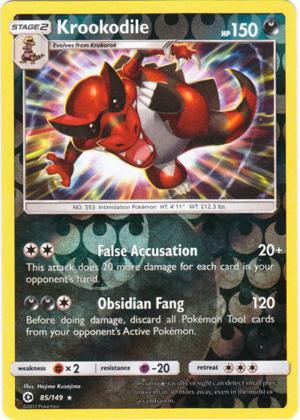 STAGE2 Krookodile HP150
Evolves from Krokorok
NO. 553 Intimidation Pokémon HT: 4'11" WT: 212.3 lbs.
False Accusation 20+
This attack does 20 more damage for each card in your
opponent's hand.
Obsidian Fang 120
Before doing damage, discard all Pokémon Tool cards
from your opponent's Active Pokémon.
weakness ×2 resistance -20 retreat
Illus. Hajime Kusajima
85/149
©2017 Pokémon